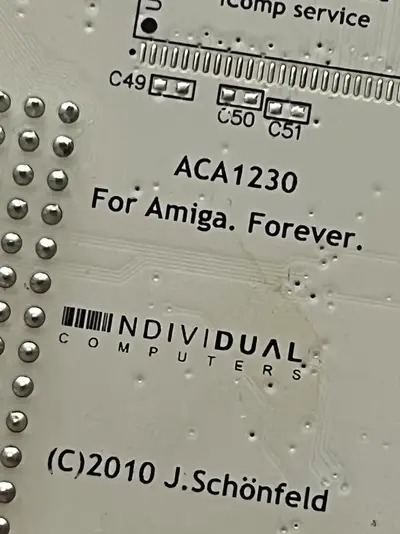 iComp service
C49
C50 C51
ACA1230
For Amiga. Forever.
INDIVIDUAL
COMPUTERS
(C)2010 J.Schönfeld